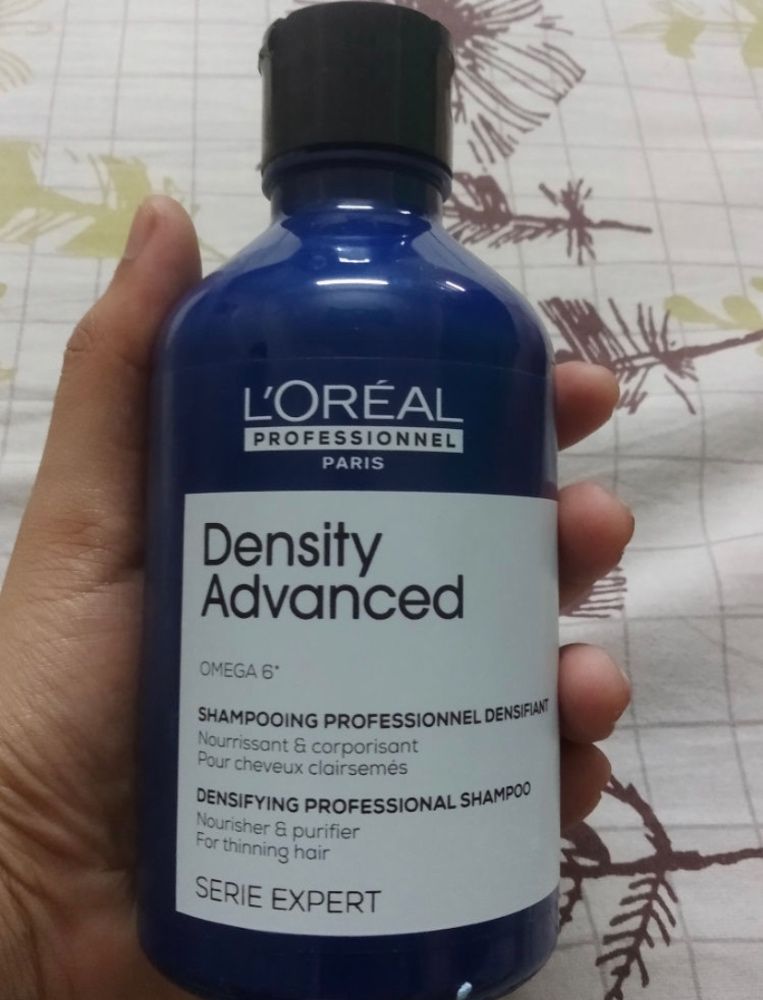 L'ORÉAL
PROFESSIONNEL
PARIS
Density
Advanced
OMEGA 6*
SHAMPOOING PROFESSIONNEL DENSIFIANT
Nourrissant & corporisant
Pour cheveux clairsemés
DENSIFYING PROFESSIONAL SHAMPOO
Nourisher & purifier
For thinning hair
SERIE EXPERT